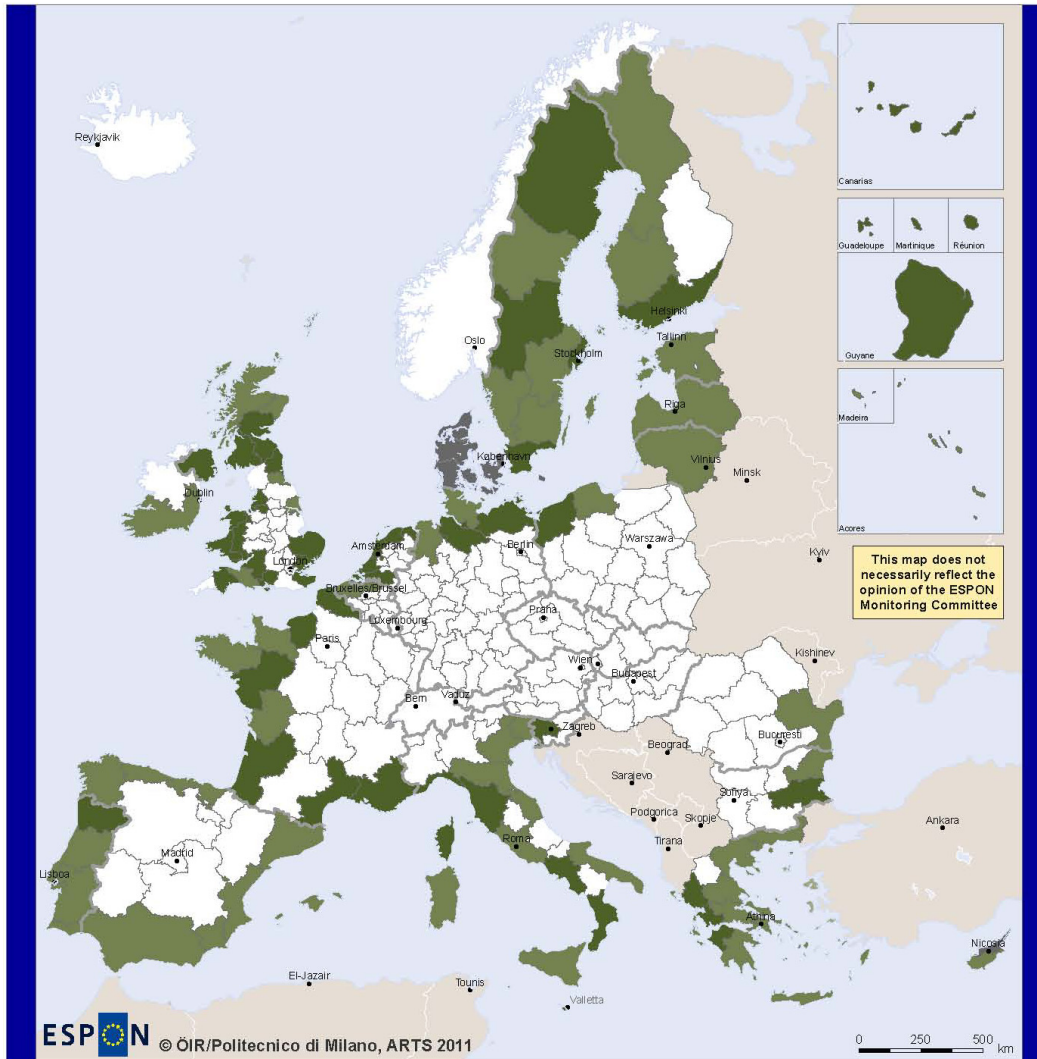 Reykjavik
Canarias
Guadeloupe
Martinique
Réunion
Guyane
Helsinki
Oslo
Tallinn
Stockholm
Madeira
Riga
København
Vilnius
Minsk
Acores
Dublin
Amsterdam
Berlin
Warszawa
London
Kyiv
This map does not
necessarily reflect the
opinion of the ESPON
Monitoring Committee
Bruxelles/Brussel
Praha
Luxembourg
Paris
Wien
Kishinev
Budapest
Bern
Vaduz
Zagreb
Bucuresti
Beograd
Sarajevo
Sofiya
Podgorica
Skopje
Ankara
Tirana
Roma
Madrid
Lisboa
Athina
Nicosia
El-Jazair
Tounis
Valletta
ESPON © ÖIR/Politecnico di Milano, ARTS 2011
0 250 500
km